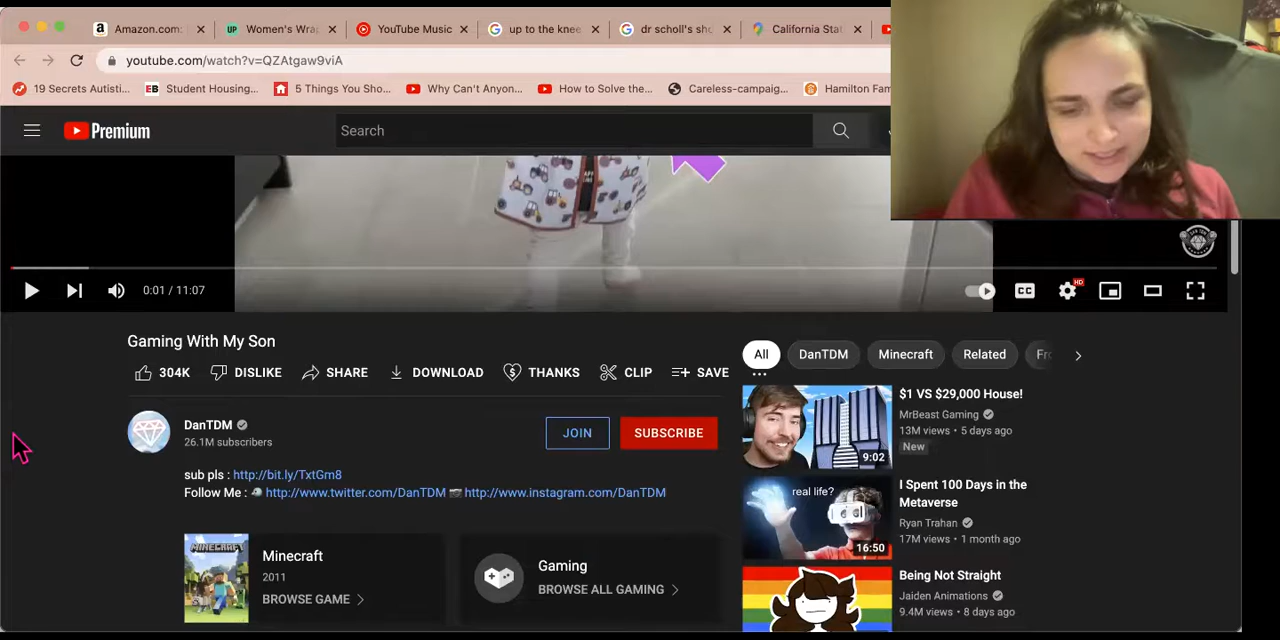 Amazon.com:
Women's Wra
YouTube Music
up to the knee
dr scholl's sho
California Stat
youtube.com/watch?v=QZAtgaw9viA
19 Secrets Autisti...
EB Student Housing...
5 Things You Sho...
Why Can't Anyon...
How to Solve the...
Careless-campaig...
Hamilton Fam
Premium
Search
0:01 / 11:07
CC
HD
Gaming With My Son
304K DISLIKE SHARE DOWNLOAD THANKS CLIP SAVE
DanTDM
26.1M subscribers
JOIN
SUBSCRIBE
sub pls : http://bit.ly/TxtGm8
Follow Me : http://www.twitter.com/DanTDM http://www.instagram.com/DanTDM
MINECRAFT
Minecraft
2011
BROWSE GAME
Gaming
BROWSE ALL GAMING
All DanTDM Minecraft Related Fro
$1 VS $29,000 House!
MrBeast Gaming
13M views • 5 days ago
New
9:02
I Spent 100 Days in the
Metaverse
Ryan Trahan
17M views • 1 month ago
real life?
16:50
Being Not Straight
Jaiden Animations
9.4M views • 8 days ago